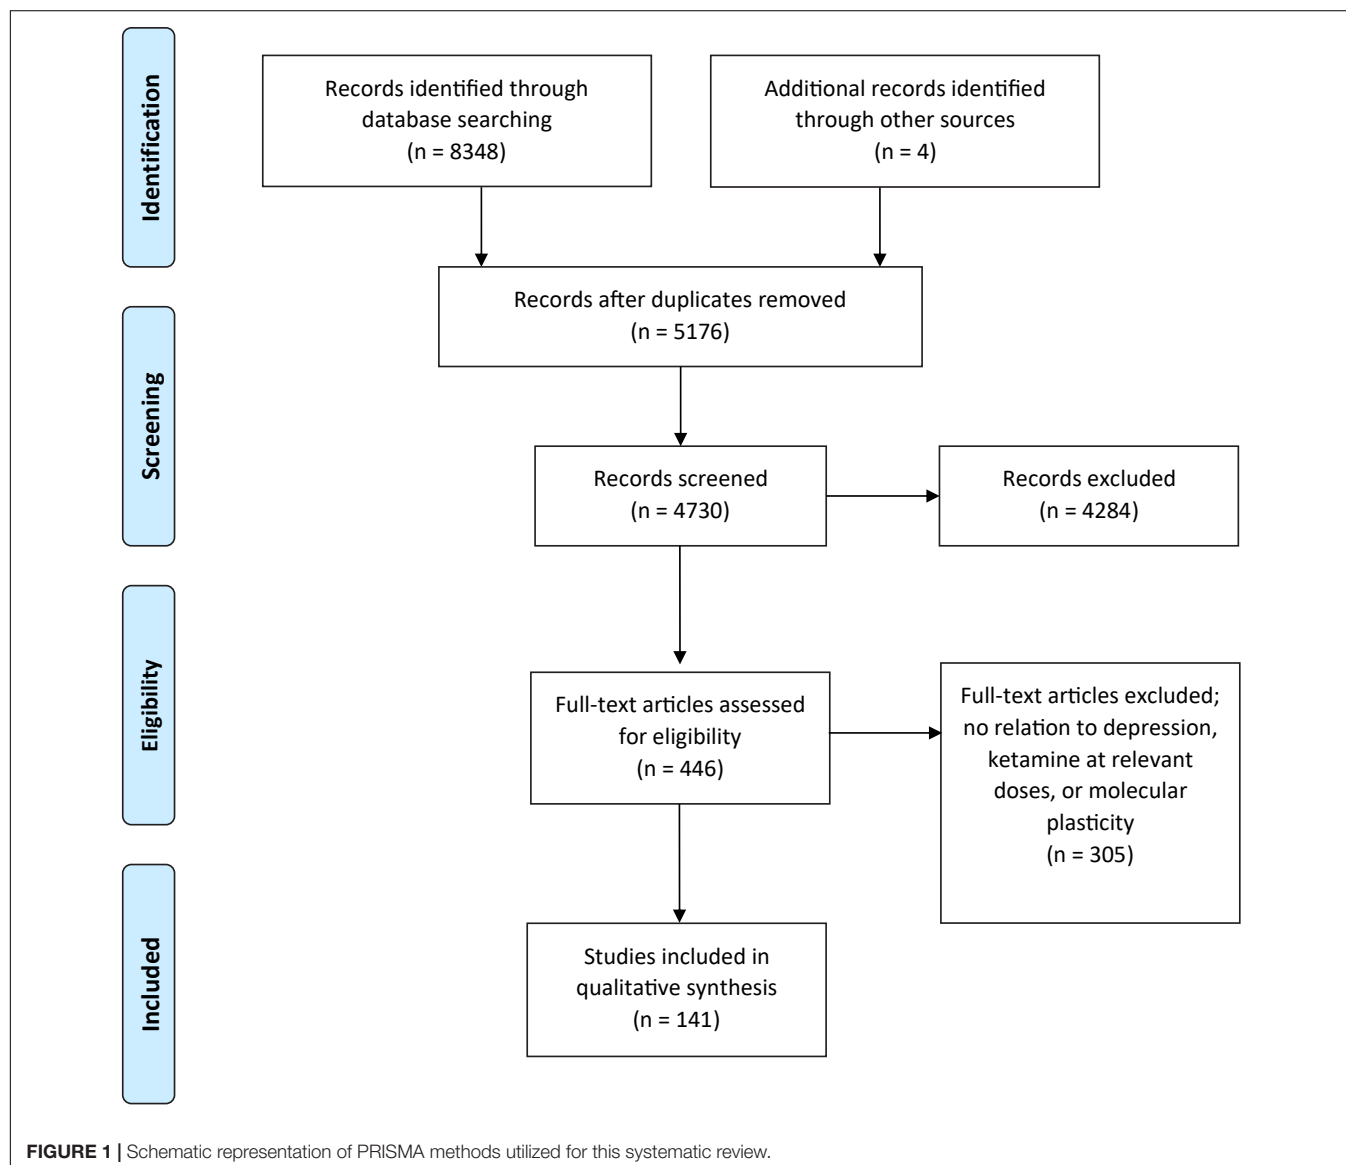 Identification
Records identified through
database searching
(n = 8348)
Additional records identified
through other sources
(n = 4)
Records after duplicates removed
(n = 5176)
Screening
Records screened
(n = 4730)
Records excluded
(n = 4284)
Eligibility
Full-text articles assessed
for eligibility
(n = 446)
Full-text articles excluded;
no relation to depression,
ketamine at relevant
doses, or molecular
plasticity
(n = 305)
Included
Studies included in
qualitative synthesis
(n = 141)
FIGURE 1 | Schematic representation of PRISMA methods utilized for this systematic review.